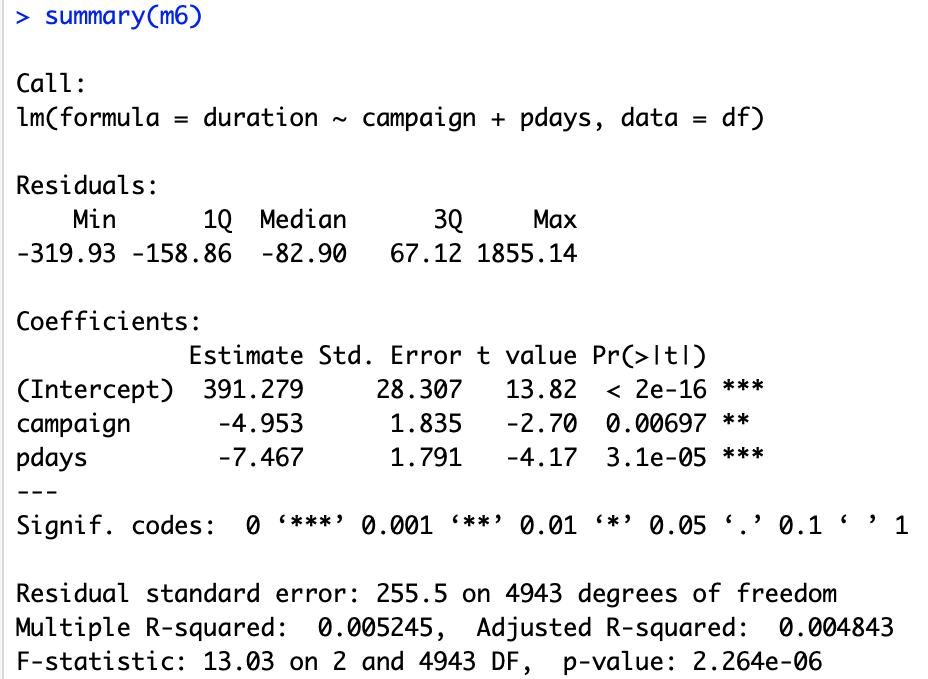 > summary(m6)
Call:
lm(formula = duration ~ campaign + pdays, data = df)
Residuals:
    Min      1Q  Median      3Q     Max
-319.93 -158.86  -82.90   67.12 1855.14
Coefficients:
            Estimate Std. Error t value Pr(>|t|)
(Intercept)  391.279     28.307   13.82  < 2e-16 ***
campaign      -4.953      1.835   -2.70  0.00697 **
pdays         -7.467      1.791   -4.17  3.1e-05 ***
---
Signif. codes:  0 ‘***’ 0.001 ‘**’ 0.01 ‘*’ 0.05 ‘.’ 0.1 ‘ ’ 1
Residual standard error: 255.5 on 4943 degrees of freedom
Multiple R-squared:  0.005245,  Adjusted R-squared:  0.004843
F-statistic: 13.03 on 2 and 4943 DF,  p-value: 2.264e-06